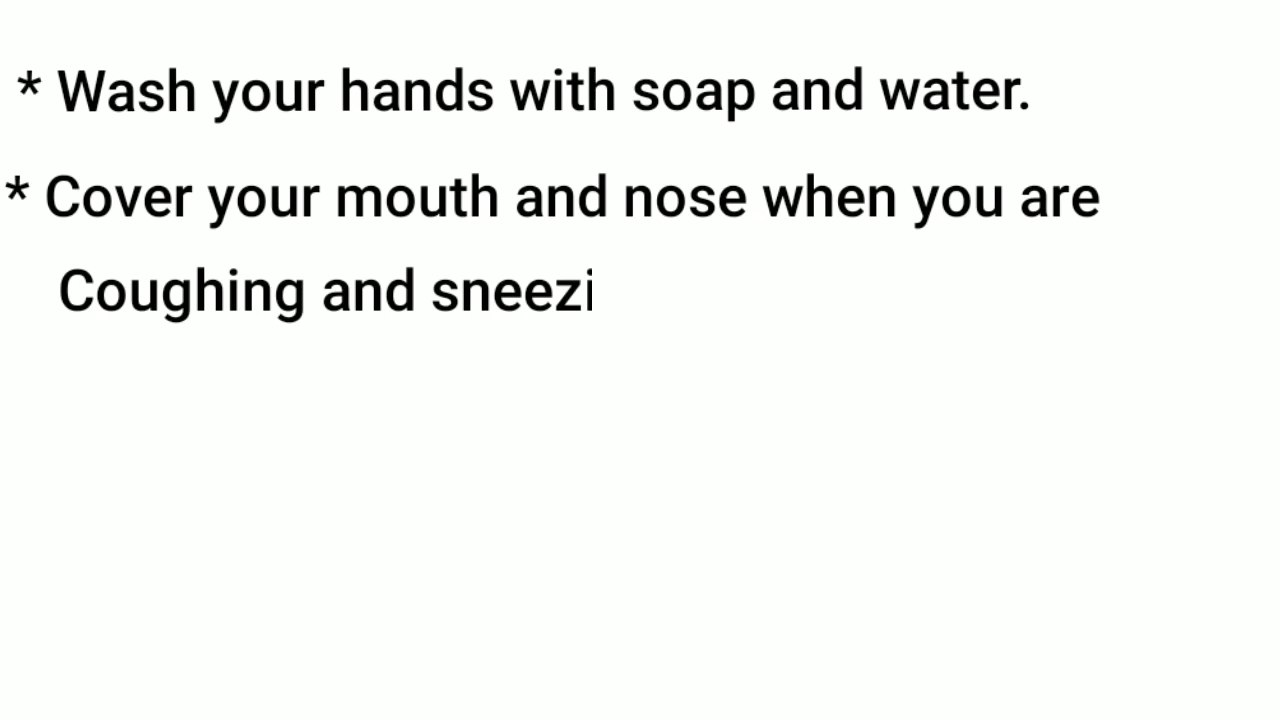 * Wash your hands with soap and water.
* Cover your mouth and nose when you are
Coughing and sneezi